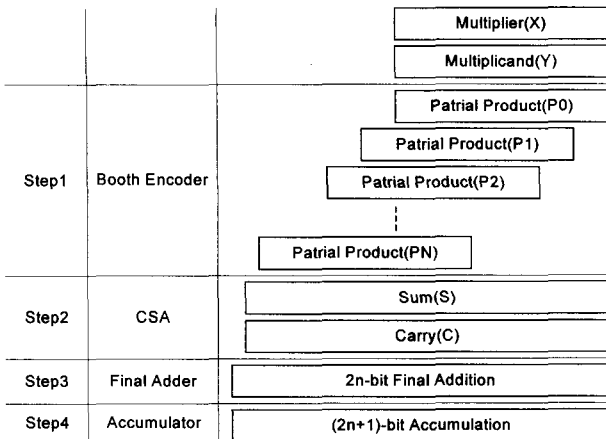 Multiplier(X)
Multiplicand(Y)
Patrial Product(P0)
Patrial Product(P1)
Step1 Booth Encoder Patrial Product(P2)
Patrial Product(PN)
Sum(S)
Step2 CSA
Carry(C)
Step3 Final Adder 2n-bit Final Addition
Step4 Accumulator (2n+1)-bit Accumulation